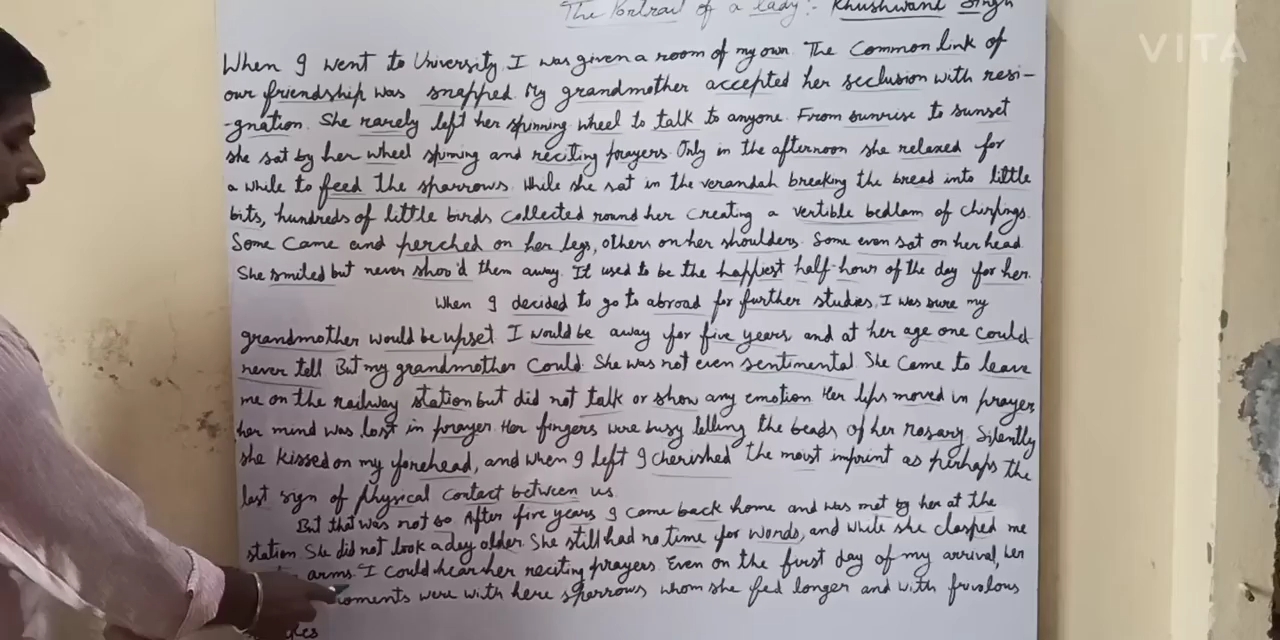 The Portrait of a lady:- Khushwant Singh
VITA
When I went to University I was given a room of my own. The Common link of
our friendship was snapped. My grandmother accepted her seclusion with resi-
-gnation. She rarely left her spinning wheel to talk to anyone. From sunrise to sunset
she sat by her wheel spinning and reciting prayers. Only in the afternoon she relaxed for
a while to feed the sparrows. While she sat in the verandah breaking the bread into little
bits, hundreds of little birds collected round her creating a vertible bedlam of chirpings.
Some came and perched on her legs, others on her shoulders. Some even sat on her head.
She smiled but never shoo'd them away. It used to be the happiest half-hour of the day for her.
When I decided to go to abroad for further studies, I was sure my
grandmother would be upset. I would be away for five years, and at her age one could
never tell. But my grandmother could. She was not even sentimental. She came to leave
me on the railway station but did not talk or show any emotion. Her lips moved in prayer,
her mind was lost in prayer. Her fingers were busy telling the beads of her rosary. Silently
she kissed on my forehead, and when I left I cherished the moist imprint as perhaps the
last sign of physical contact between us.
But that was not so. After five years I came back home and was met by her at the
station. She did not look a day older. She still had no time for words, and while she clasped me
arms. I could hear her reciting prayers. Even on the first day of my arrival, her
moments were with here sparrows whom she fed longer and with frivolous